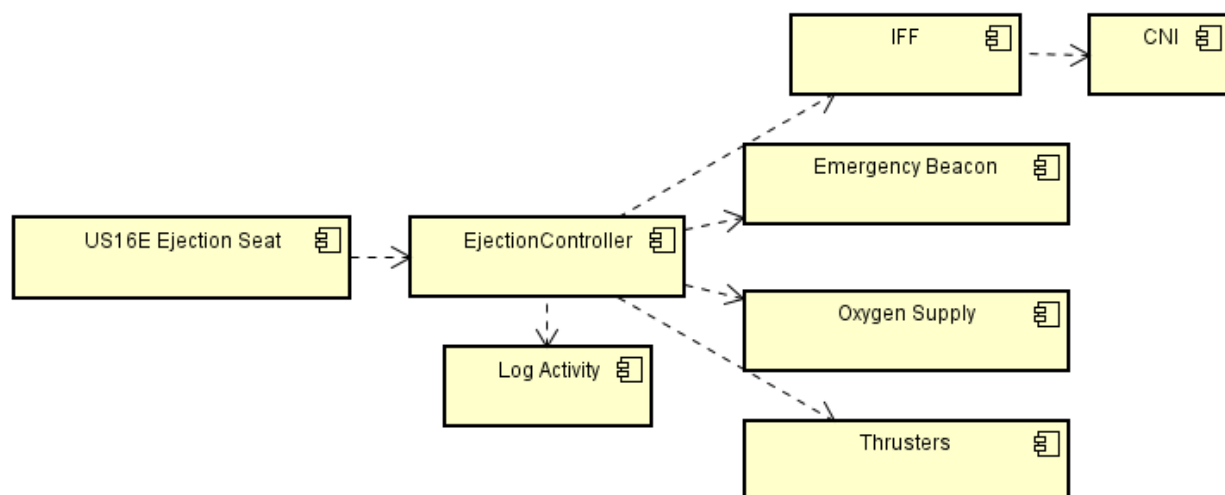 IFF
CNI
Emergency Beacon
US16E Ejection Seat
EjectionController
Oxygen Supply
Log Activity
Thrusters